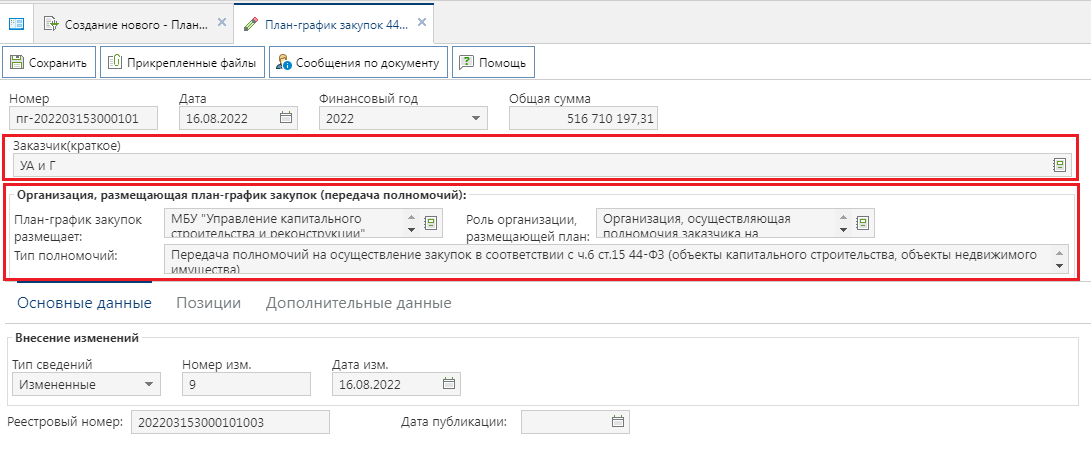 Создание нового - План...
План-график закупок 44...
Сохранить
Прикрепленные файлы
Сообщения по документу
Помощь
Номер
Дата
Финансовый год
Общая сумма
пг-202203153000101
16.08.2022
2022
516 710 197,31
Заказчик(краткое)
УА и Г
Организация, размещающая план-график закупок (передача полномочий):
План-график закупок размещает:
МБУ "Управление капитального
строительства и реконструкции"
Роль организации, размещающей план:
Организация, осуществляющая
полномочия заказчика на
Тип полномочий:
Передача полномочий на осуществление закупок в соответствии с ч.6 ст.15 44-ФЗ (объекты капитального строительства, объекты недвижимого
имущества)
Основные данные
Позиции
Дополнительные данные
Внесение изменений
Тип сведений
Номер изм.
Дата изм.
Измененные
9
16.08.2022
Реестровый номер:
202203153000101003
Дата публикации: